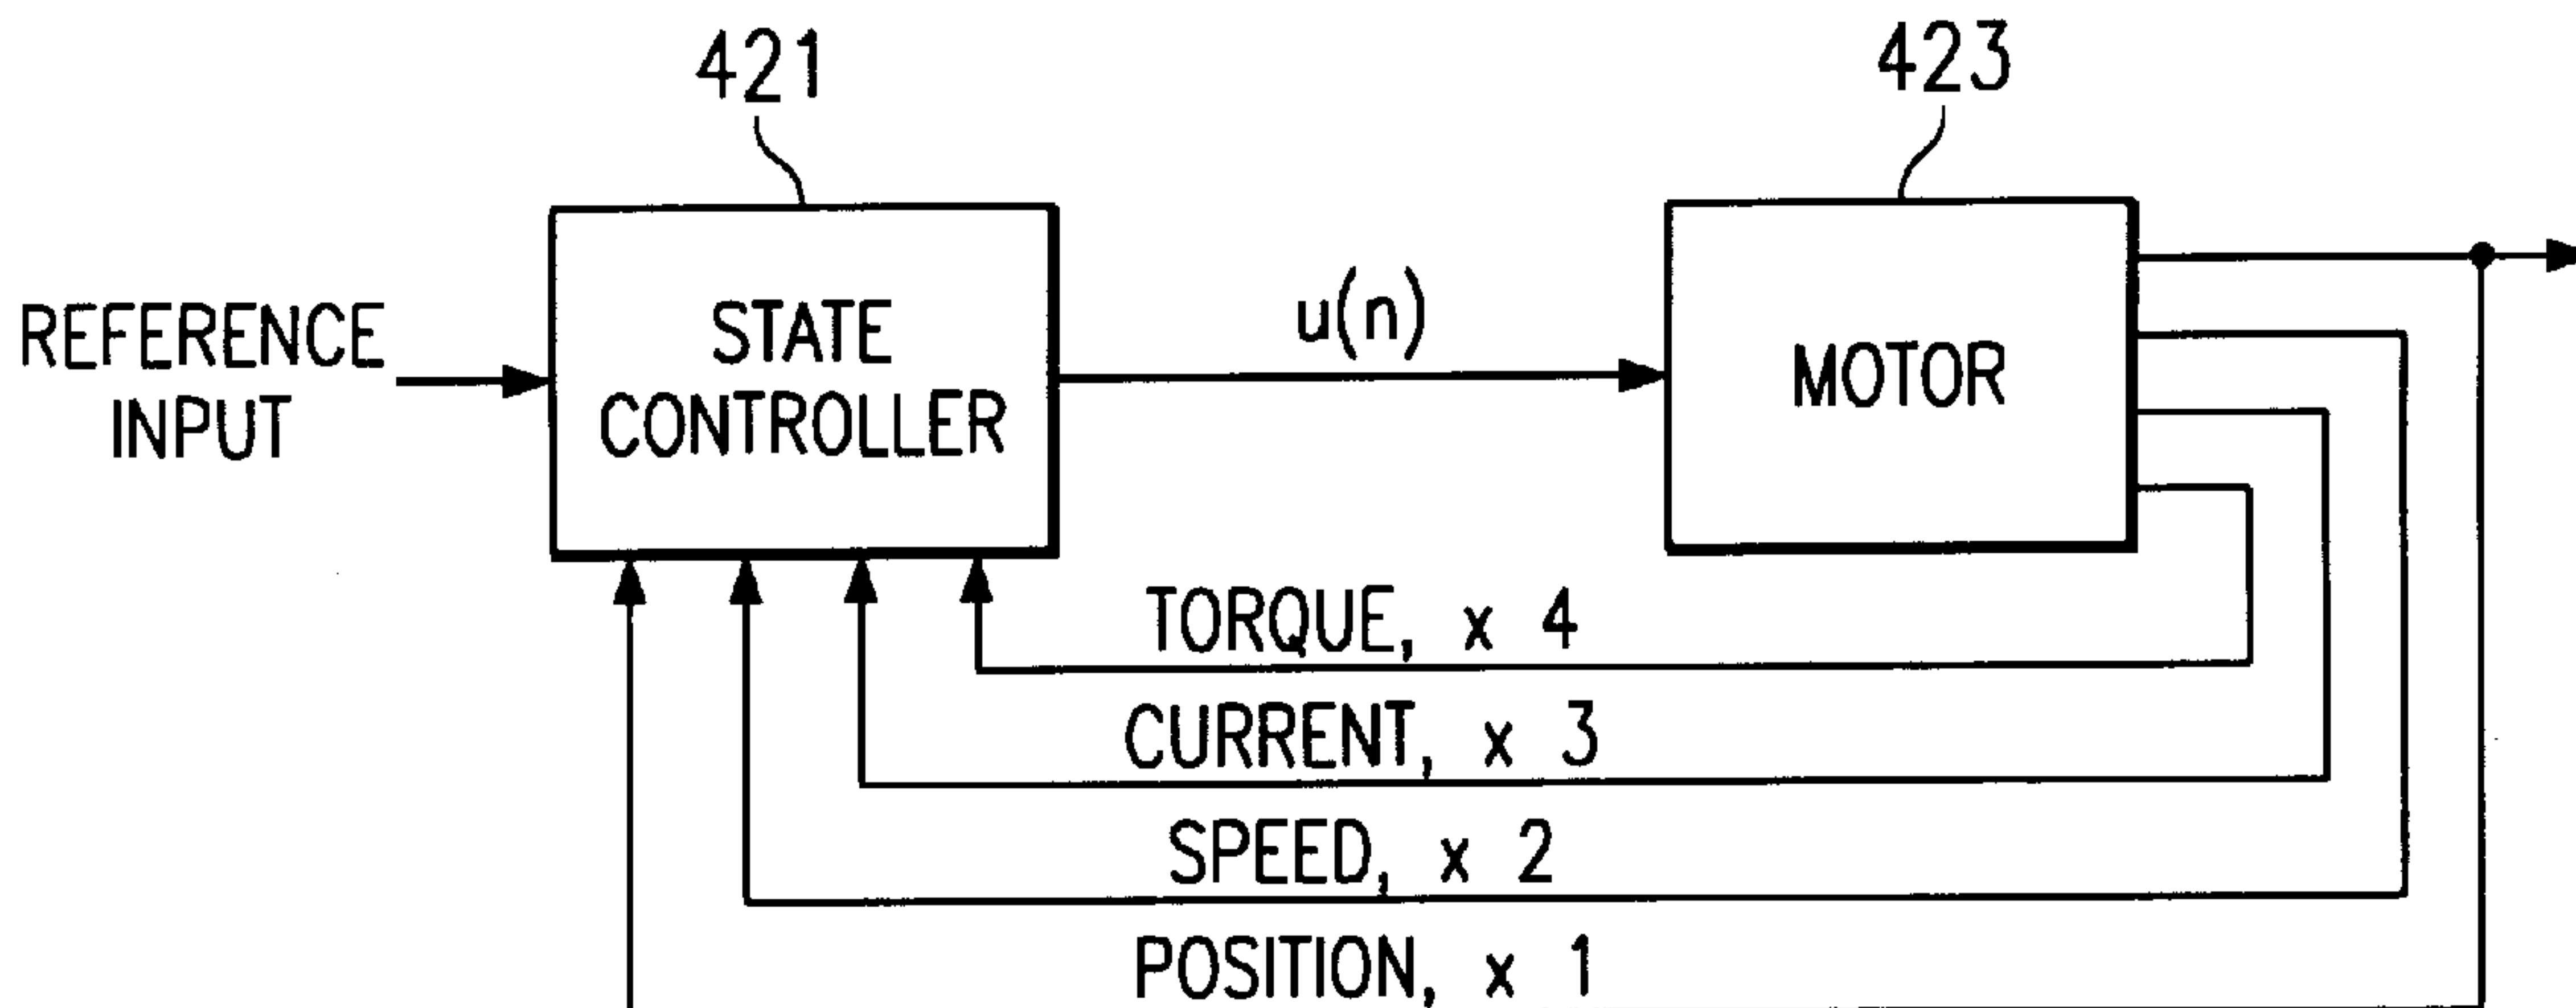 421
423
REFERENCE
INPUT
STATE
CONTROLLER
u(n)
MOTOR
TORQUE, x 4
CURRENT, x 3
SPEED, x 2
POSITION, x 1